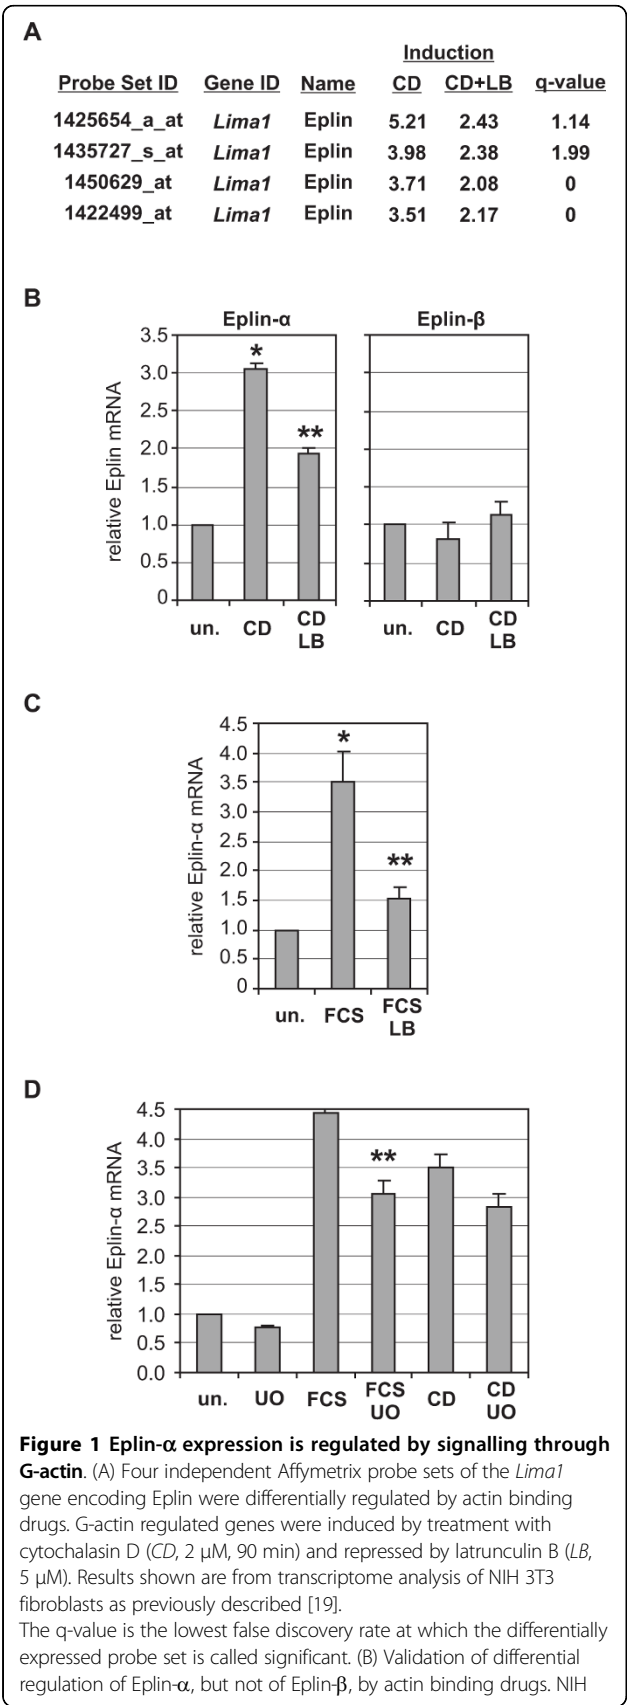 A
Induction
Probe Set ID Gene ID Name CD CD+LB q-value
1425654_a_at Lima1 Eplin 5.21 2.43 1.14
1435727_s_at Lima1 Eplin 3.98 2.38 1.99
1450629_at Lima1 Eplin 3.71 2.08 0
1422499_at Lima1 Eplin 3.51 2.17 0
B
Eplin-α Eplin-β
relative Eplin mRNA
3.5
3.0
2.5
2.0
1.5
1.0
0.5
0
*
**
un. CD CD LB
un. CD CD LB
C
relative Eplin-α mRNA
4.5
4.0
3.5
3.0
2.5
2.0
1.5
1.0
0.5
0
*
**
un. FCS FCS LB
D
relative Eplin-α mRNA
4.5
4.0
3.5
3.0
2.5
2.0
1.5
1.0
0.5
0.0
**
un. UO FCS FCS UO CD CD UO
Figure 1 Eplin-α expression is regulated by signalling through
G-actin. (A) Four independent Affymetrix probe sets of the Lima1
gene encoding Eplin were differentially regulated by actin binding
drugs. G-actin regulated genes were induced by treatment with
cytochalasin D (CD, 2 μM, 90 min) and repressed by latrunculin B (LB,
5 μM). Results shown are from transcriptome analysis of NIH 3T3
fibroblasts as previously described [19].
The q-value is the lowest false discovery rate at which the differentially
expressed probe set is called significant. (B) Validation of differential
regulation of Eplin-α, but not of Eplin-β, by actin binding drugs. NIH